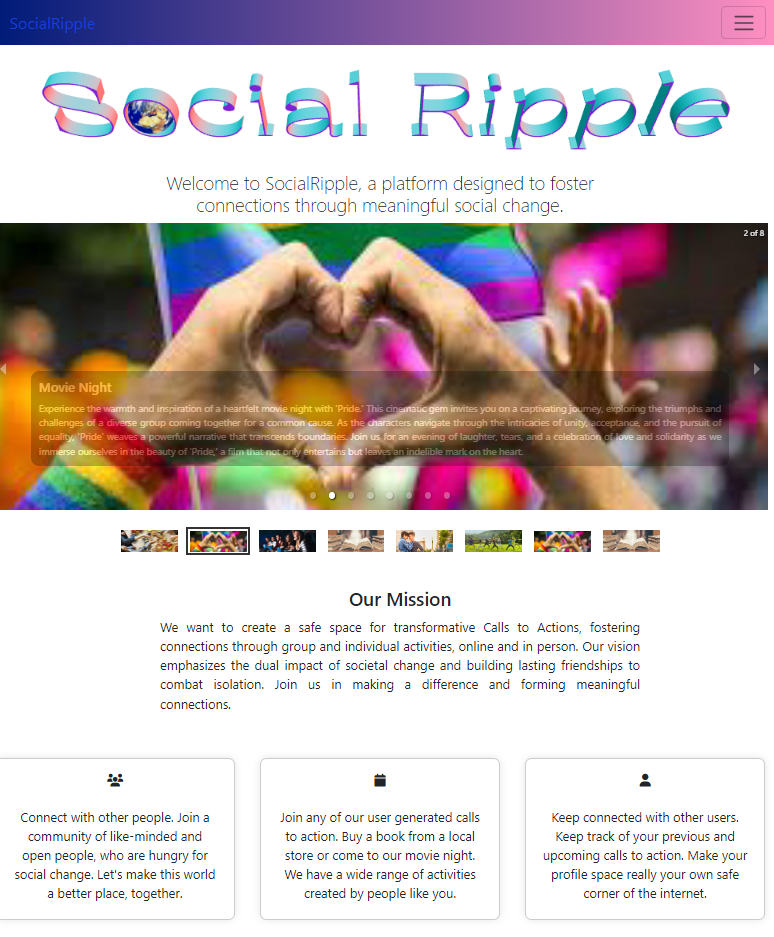 SocialRipple
Social Ripple
Welcome to SocialRipple, a platform designed to foster
connections through meaningful social change.
2 of 8
Movie Night
Experience the warmth and inspiration of a heartfelt movie night with 'Pride.' This cinematic gem invites you on a captivating journey, exploring the triumphs and
challenges of a diverse group coming together for a common cause. As the characters navigate through the intricacies of unity, acceptance, and the pursuit of
equality, 'Pride' weaves a powerful narrative that transcends boundaries. Join us for an evening of laughter, tears, and a celebration of love and solidarity as we
immerse ourselves in the beauty of 'Pride,' a film that not only entertains but leaves an indelible mark on the heart.
Our Mission
We want to create a safe space for transformative Calls to Actions, fostering
connections through group and individual activities, online and in person. Our vision
emphasizes the dual impact of societal change and building lasting friendships to
combat isolation. Join us in making a difference and forming meaningful
connections.
Connect with other people. Join a
community of like-minded and
open people, who are hungry for
social change. Let's make this world
a better place, together.
Join any of our user generated calls
to action. Buy a book from a local
store or come to our movie night.
We have a wide range of activities
created by people like you.
Keep connected with other users.
Keep track of your previous and
upcoming calls to action. Make your
profile space really your own safe
corner of the internet.